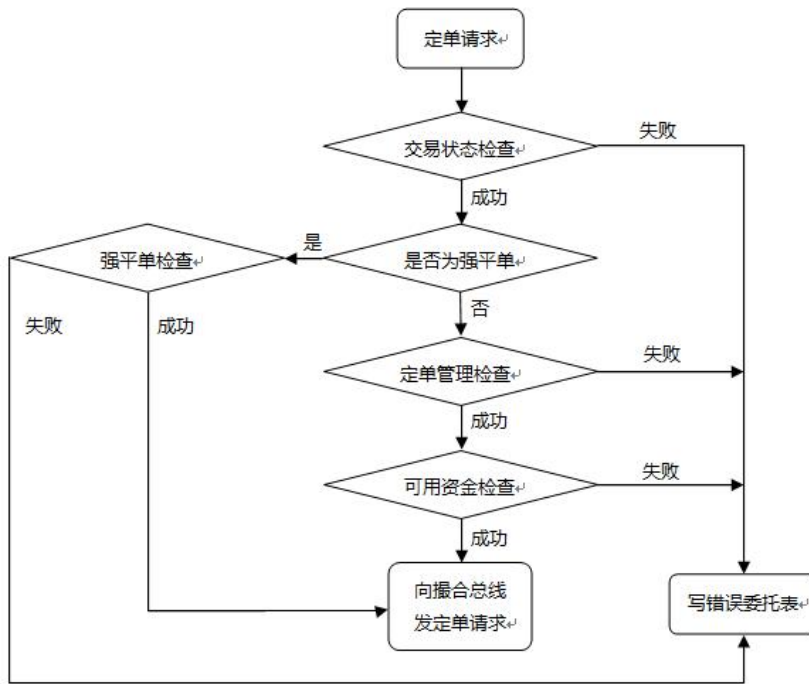 定单请求
交易状态检查
失败
成功
强平单检查
是
是否为强平单
失败
成功
否
定单管理检查
失败
成功
可用资金检查
失败
成功
向撮合总线
发定单请求
写错误委托表